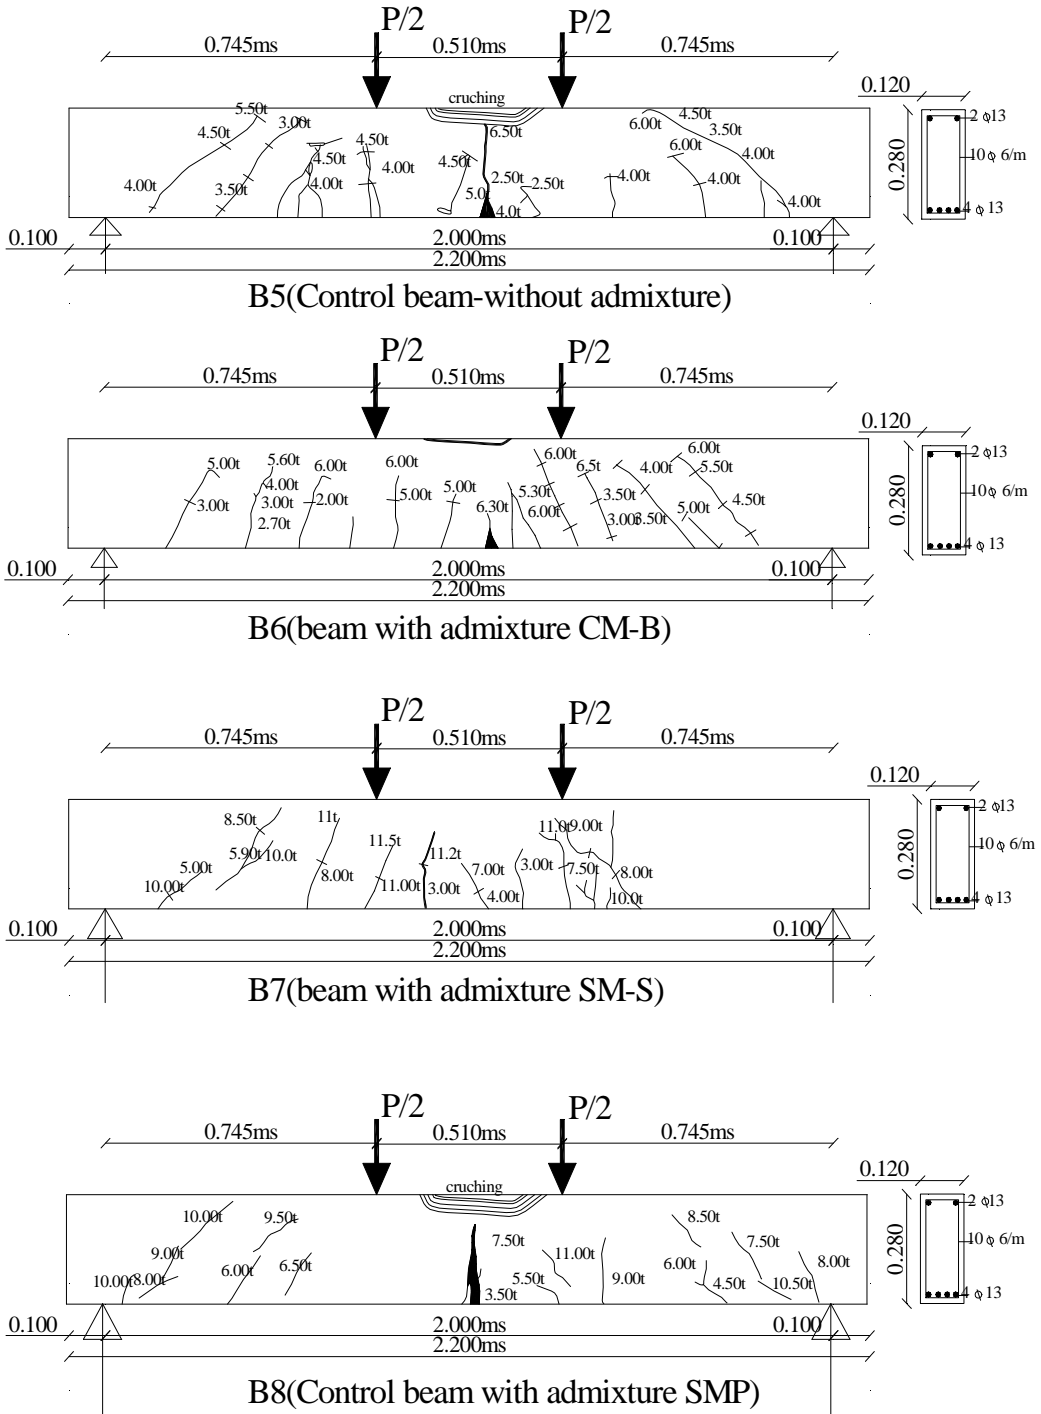 P/2 P/2
0.745ms 0.510ms 0.745ms
0.120
cruching
5.50t 3.00t 4.50t 4.50t 6.50t 6.00t 4.50t 3.50t
2 ϕ13
4.50t 4.00t 4.50t 6.00t 4.00t
0.280
10 ϕ 6/m
4.00t 3.50t 4.00t 2.50t 2.50t 4.00t 4.00t 4.00t
5.0t 4.0t
4 ϕ 13
0.100 2.000ms 0.100
2.200ms
B5(Control beam-without admixture)
P/2 P/2
0.745ms 0.510ms 0.745ms
0.120
5.00t 5.60t 6.00t 6.00t 6.00t 6.5t 4.00t 6.00t 5.50t
2 ϕ13
4.00t 5.00t 5.00t 5.30t 3.50t 4.50t
0.280
10 ϕ 6/m
3.00t 3.00t 2.00t 6.30t 6.00t 3.00t 3.50t 5.00t
2.70t
4 ϕ 13
0.100 2.000ms 0.100
2.200ms
B6(beam with admixture CM-B)
P/2 P/2
0.745ms 0.510ms 0.745ms
0.120
8.50t 11t 11.0t 9.00t
2 ϕ13
5.90t 10.0t 11.5t 11.2t
0.280
10 ϕ 6/m
5.00t 8.00t 7.00t 3.00t 7.50t 8.00t
10.00t 11.00t 3.00t 4.00t 10.0t
4 ϕ 13
0.100 2.000ms 0.100
2.200ms
B7(beam with admixture SM-S)
P/2 P/2
0.745ms 0.510ms 0.745ms
0.120
cruching
10.00t 9.50t 8.50t
2 ϕ13
7.50t 7.50t
0.280
10 ϕ 6/m
9.00t 6.50t 11.00t 6.00t 8.00t
10.00t 8.00t 6.00t 5.50t 9.00t 4.50t 10.50t
3.50t
4 ϕ 13
0.100 2.000ms 0.100
2.200ms
B8(Control beam with admixture SMP)